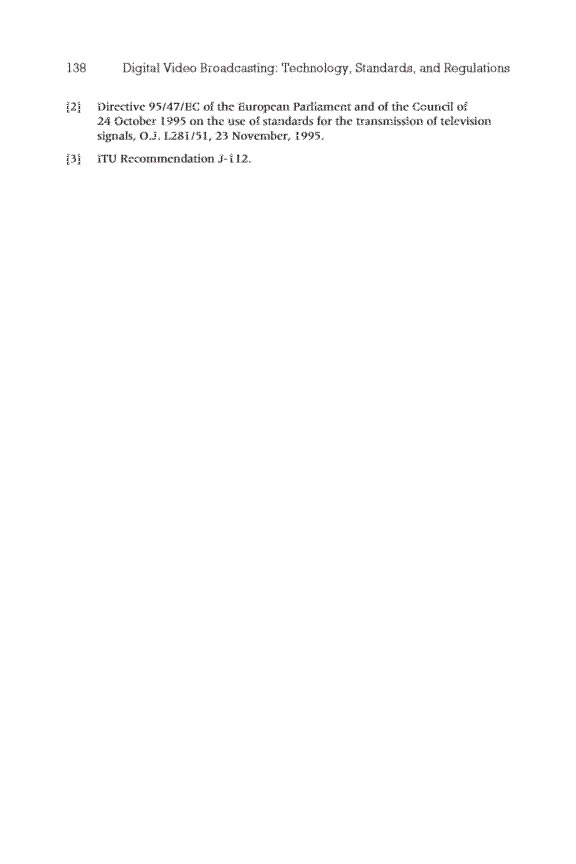 138 Digital Video Broadcasting: Technology, Standards, and Regulations
[2] Directive 95/47/EC of the European Parliament and of the Council of
24 October 1995 on the use of standards for the transmission of television
signals, O.J. L281/51, 23 November, 1995.
[3] ITU Recommendation J-112.